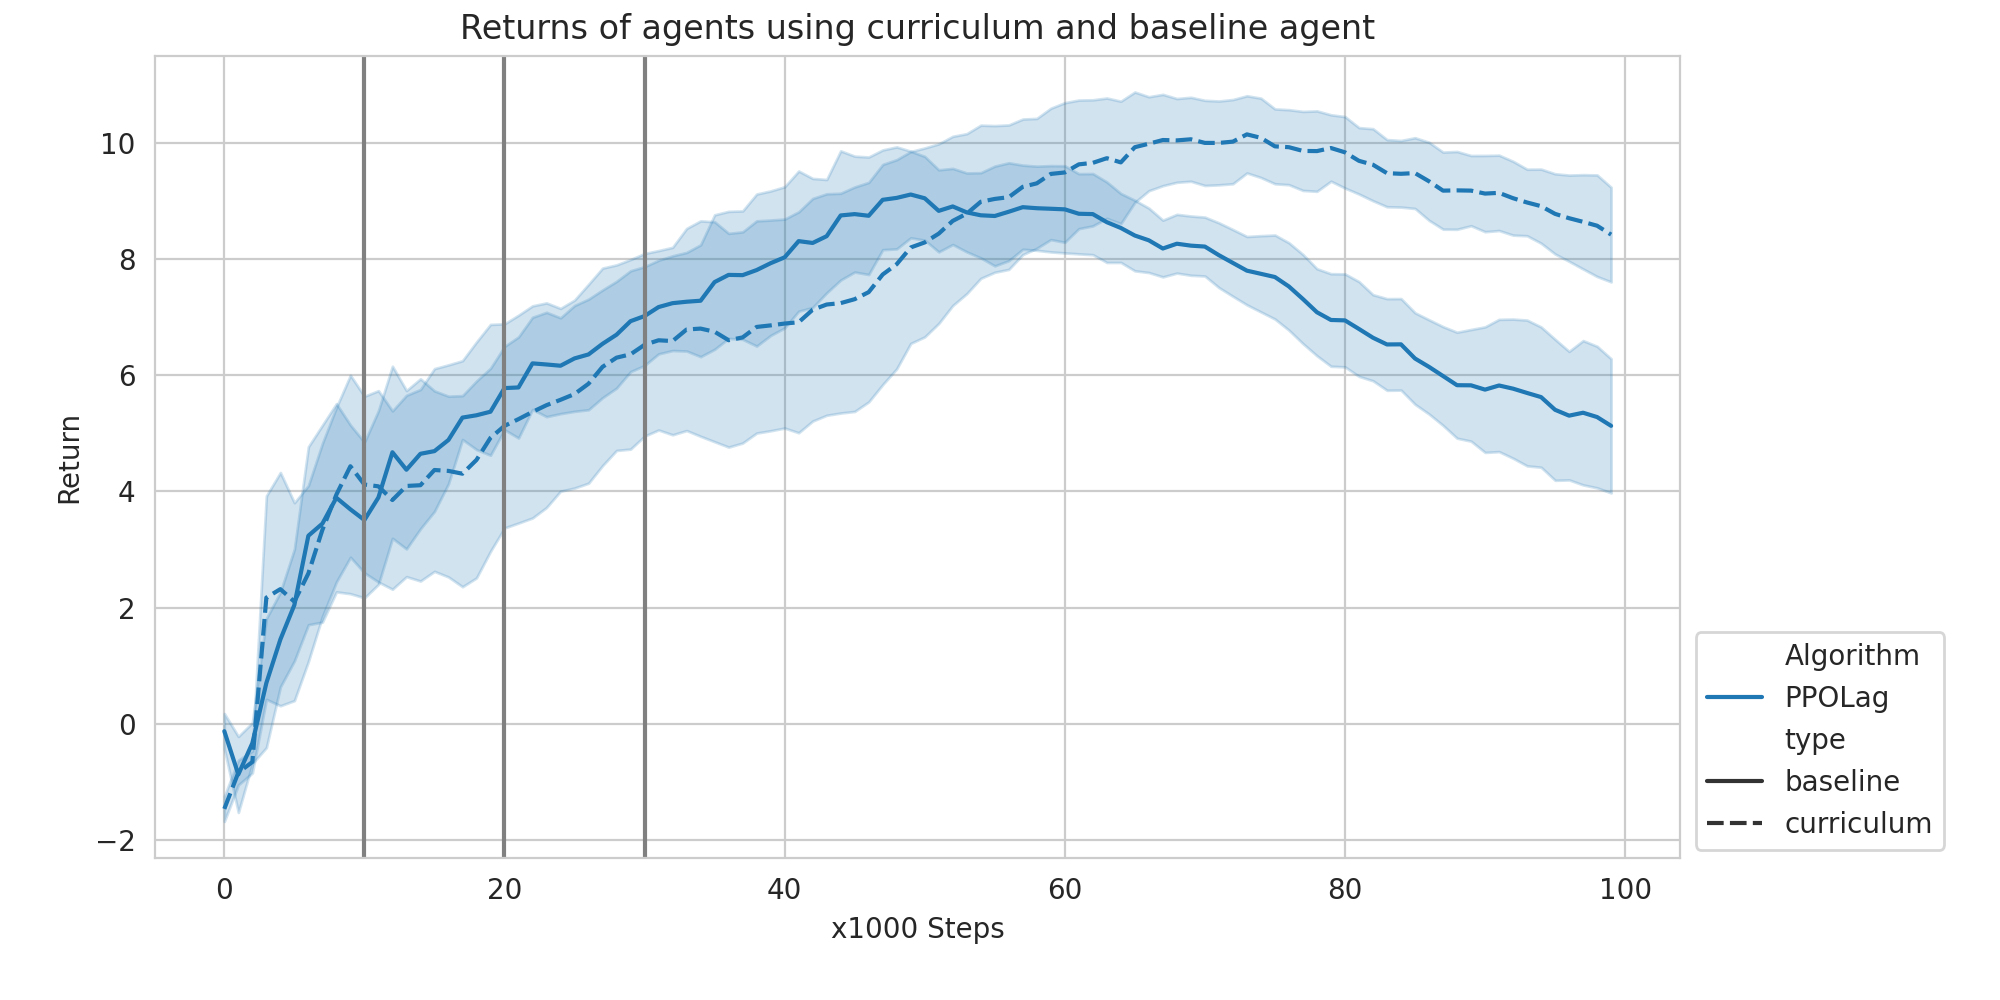 Returns of agents using curriculum and baseline agent
10
8
6
4
2
0
−2
Return
0 20 40 60 80 100
x1000 Steps
Algorithm
PPOLag
type
baseline
curriculum